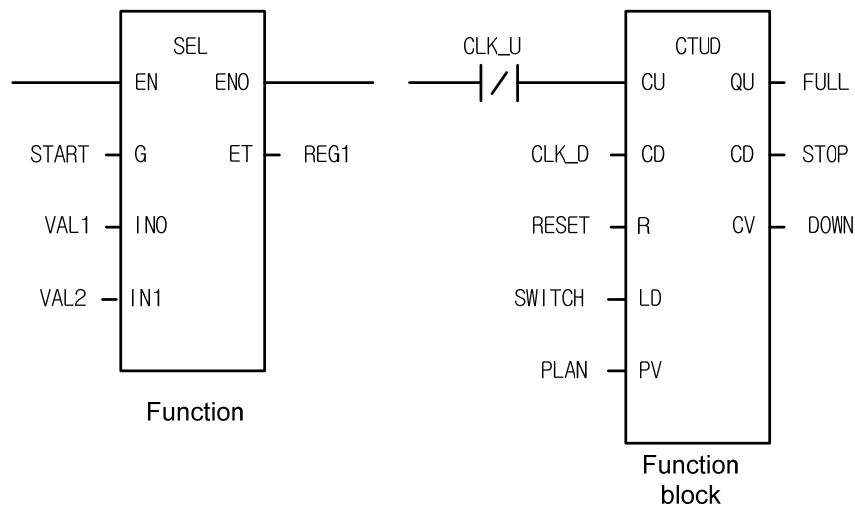 SEL
EN ENO
START G ET REG1
VAL1 IN0
VAL2 IN1
Function
CLK_U CTUD
CU QU FULL
CLK_D CD CD STOP
RESET R CV DOWN
SWITCH LD
PLAN PV
Function
block